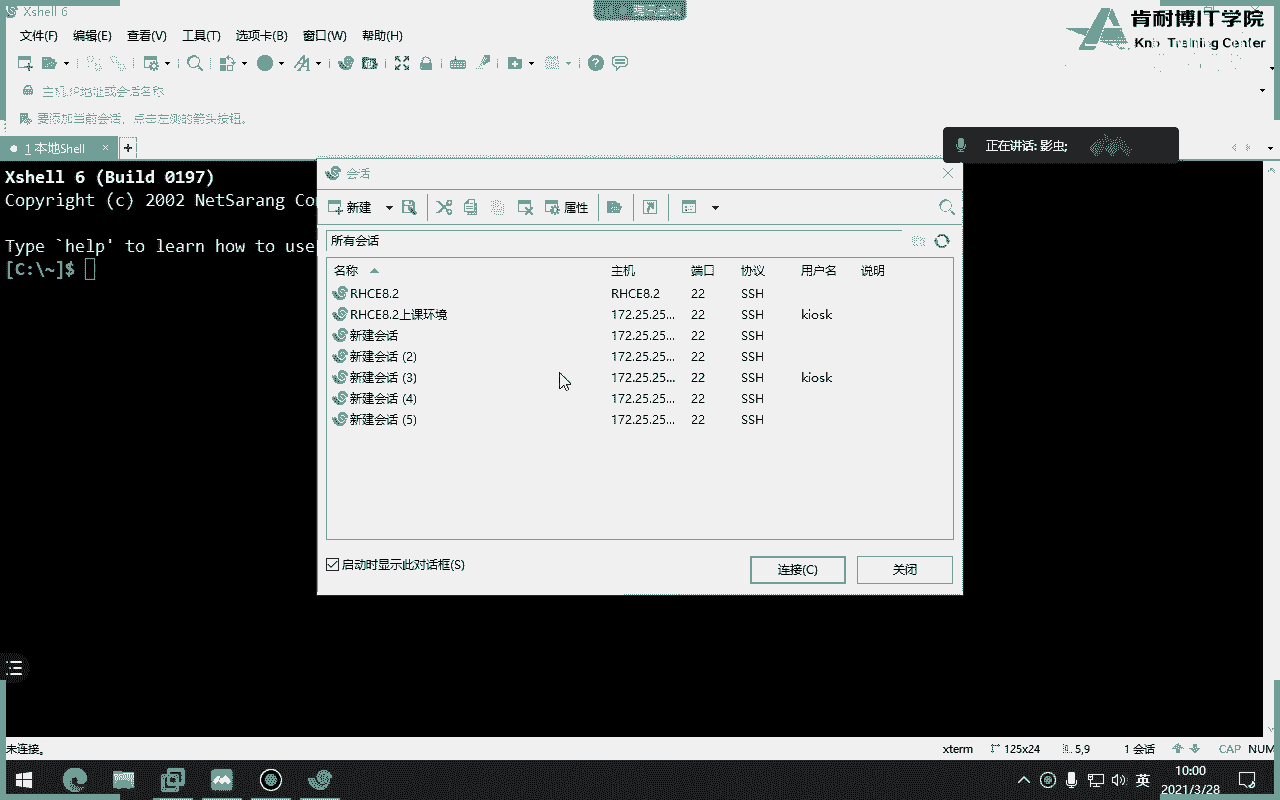 Xshell 6
肯耐博IT学院
文件(F) 编辑(E) 查看(V) 工具(T) 选项卡(B) 窗口(W) 帮助(H)
Knb Training Center
主机,IP地址或会话名称
要添加当前会话，点击左侧的箭头按钮。
1 本地Shell
正在讲话: 影虫;
Xshell 6 (Build 0197)
Copyright (c) 2002 NetSarang Co
Type `help' to learn how to use
[C:\~]$
会话
新建 属性
所有会话
名称 主机 端口 协议 用户名 说明
RHCE8.2 RHCE8.2 22 SSH
RHCE8.2上课环境 172.25.25... 22 SSH kiosk
新建会话 172.25.25... 22 SSH
新建会话 (2) 172.25.25... 22 SSH
新建会话 (3) 172.25.25... 22 SSH kiosk
新建会话 (4) 172.25.25... 22 SSH
新建会话 (5) 172.25.25... 22 SSH
启动时显示此对话框(S)
连接(C) 关闭
未连接。 xterm 125x24 5,9 1 会话 CAP NUM
英 10:00
2021/3/28